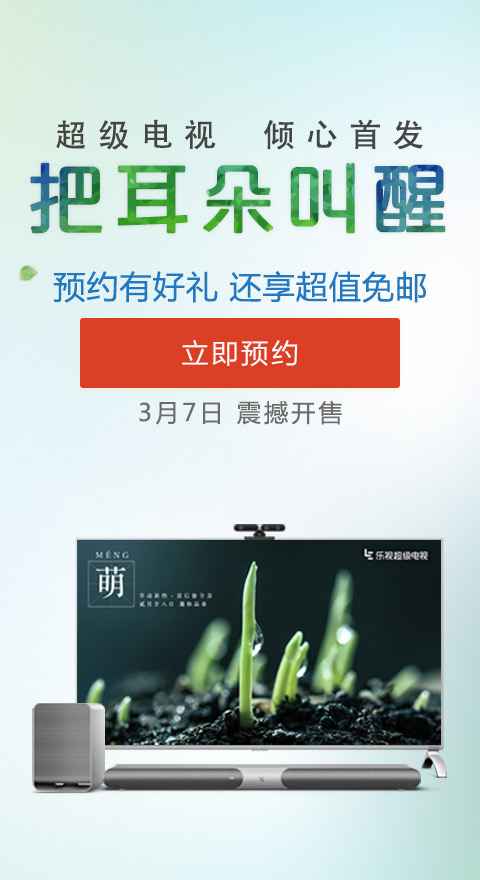 超级电视 倾心首发
把耳朵叫醒
预约有好礼 还享超值免邮
立即预约
3月7日 震撼开售
MÉNG
萌
乐视超级电视